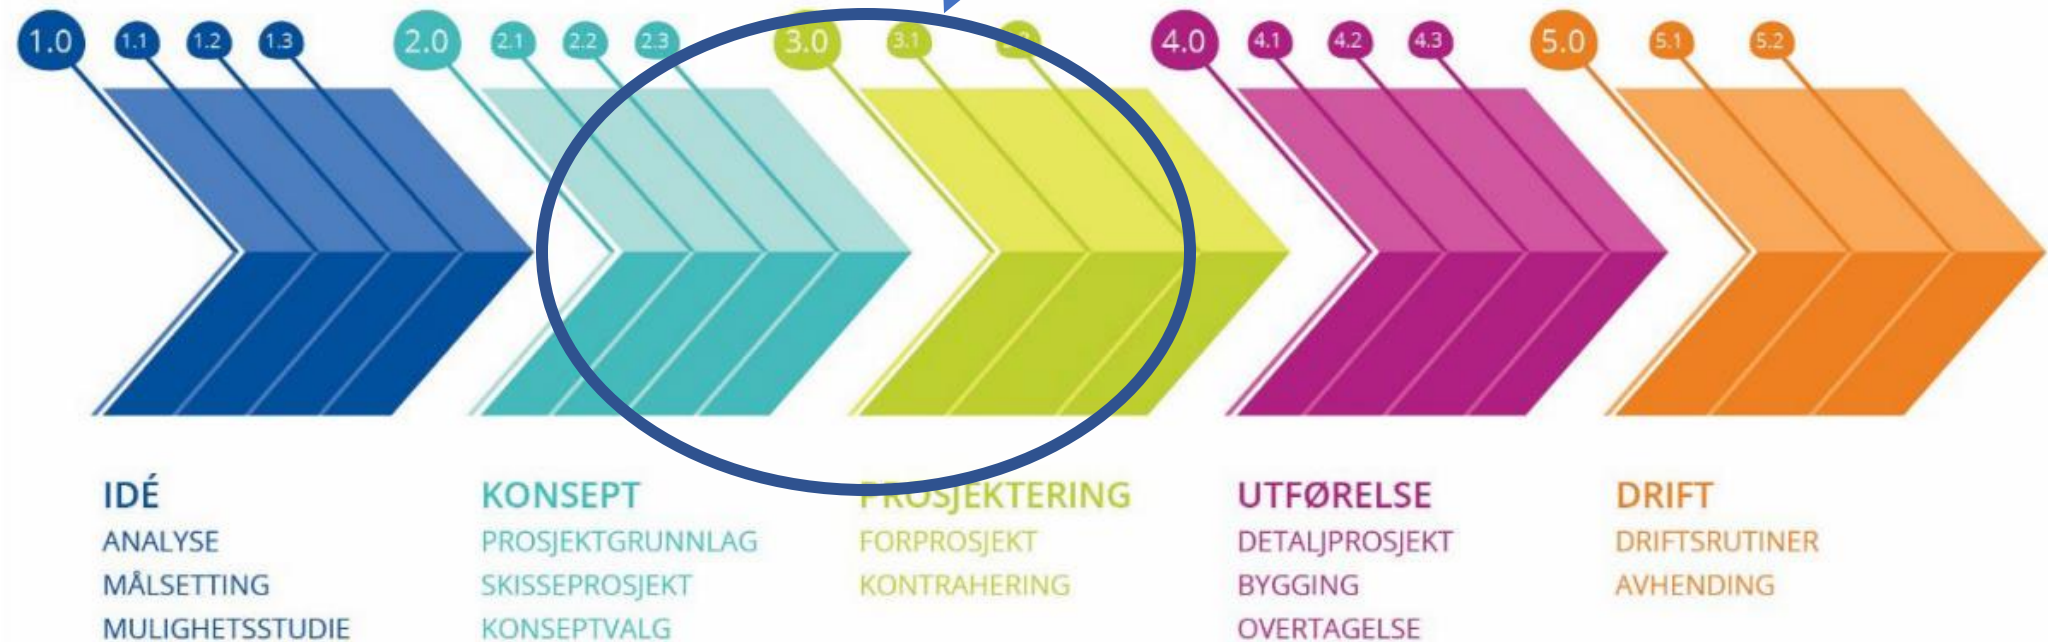 1.0 1.1 1.2 1.3 2.0 2.1 2.2 2.3 3.0 3.1 4.0 4.1 4.2 4.3 5.0 5.1 5.2
IDÉ
ANALYSE
MÅLSETTING
MULIGHETSSTUDIE
KONSEPT
PROSJEKTGRUNNLAG
SKISSEPROSJEKT
KONSEPTVALG
PROSJEKTERING
FORPROSJEKT
KONTRAHERING
UTFØRELSE
DETALJPROSJEKT
BYGGING
OVERTAGELSE
DRIFT
DRIFTSRUTINER
AVHENDING